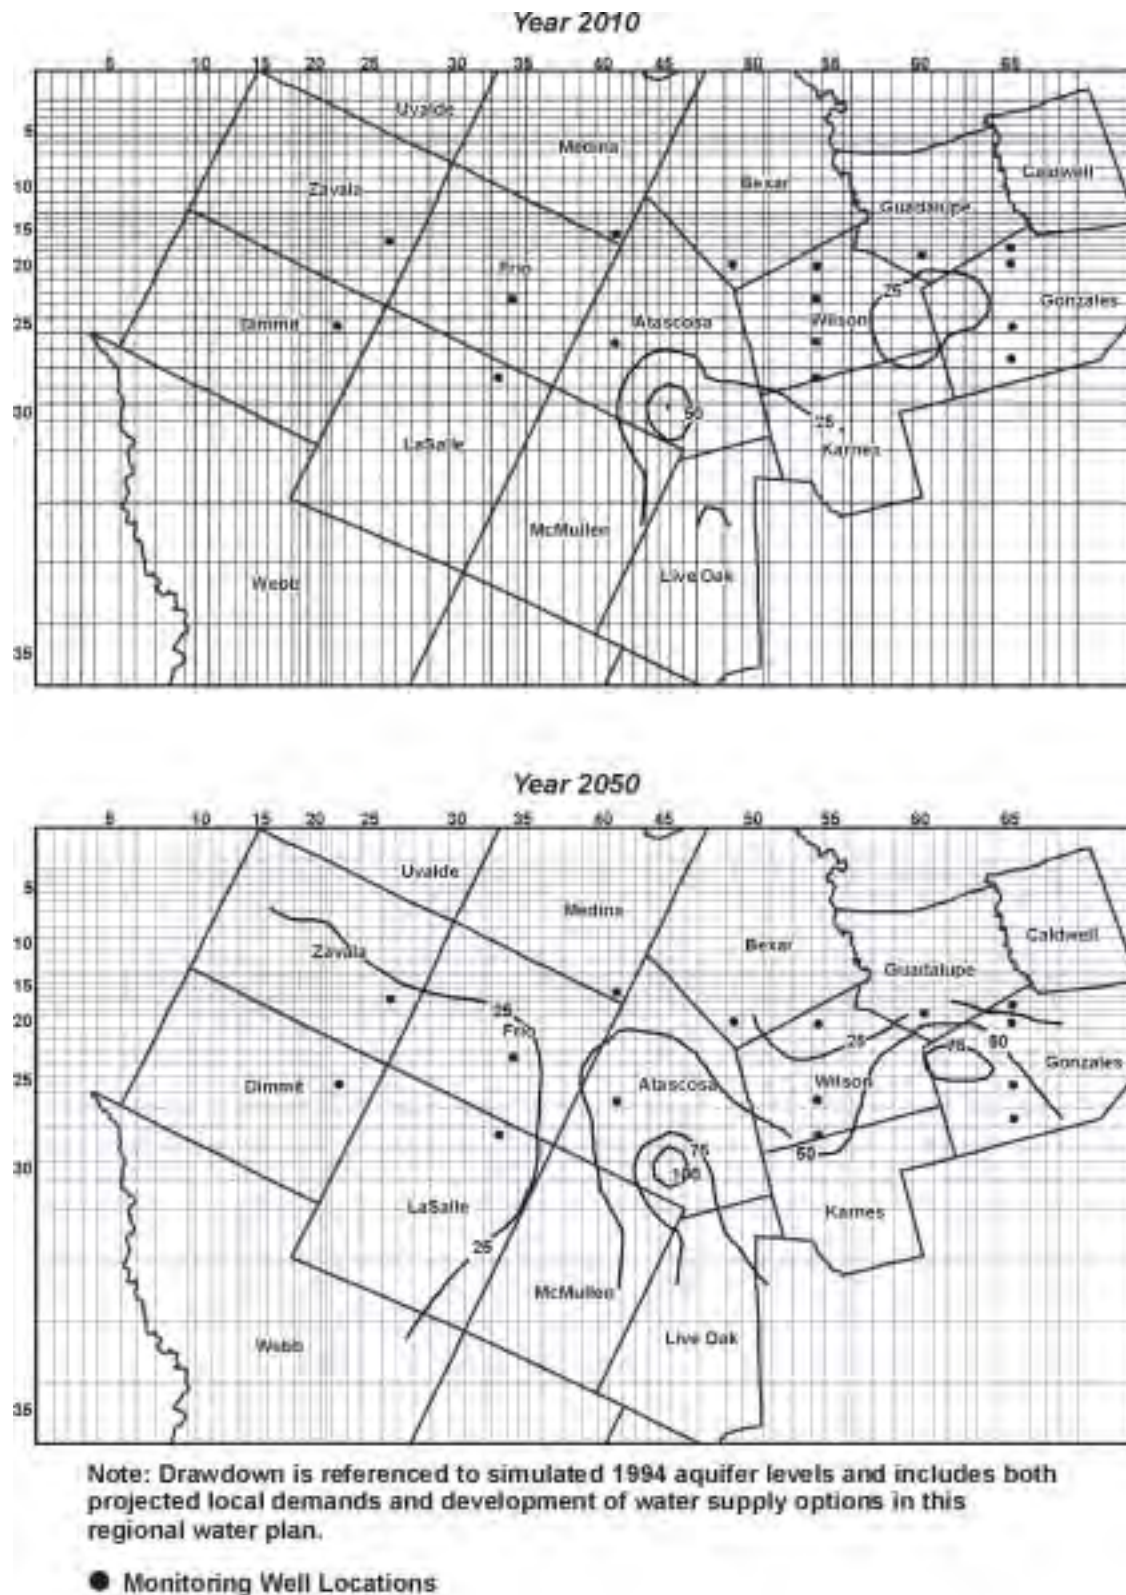 Year 2010
5 10 15 20 25 30 35 40 45 50 55 60 65
5
Uvalde
Medina
Caldwell
10
Zavala
Bexar
Guadalupe
15
20
Frio
25
Gonzales
25
Dimmit
Atascosa
Wilson
30
50
25
LaSalle
Karnes
McMullen
Webb
Live Oak
35
Year 2050
5 10 15 20 25 30 35 40 45 50 55 60 65
5
Uvalde
Medina
10
Zavala
Bexar
Caldwell
15
Guadalupe
25
20
Frio
25
75
Gonzales
25
Dimmit
Atascosa
Wilson
75
50
30
LaSalle
Karnes
25
McMullen
Webb
Live Oak
35
Note: Drawdown is referenced to simulated 1994 aquifer levels and includes both
projected local demands and development of water supply options in this
regional water plan.
Monitoring Well Locations